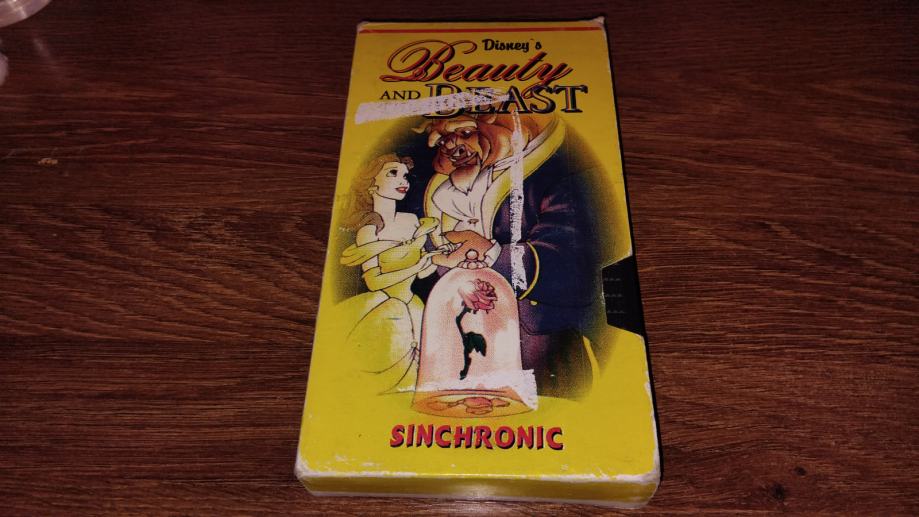 Disney's
Beauty
AND BEAST
SINCHRONIC